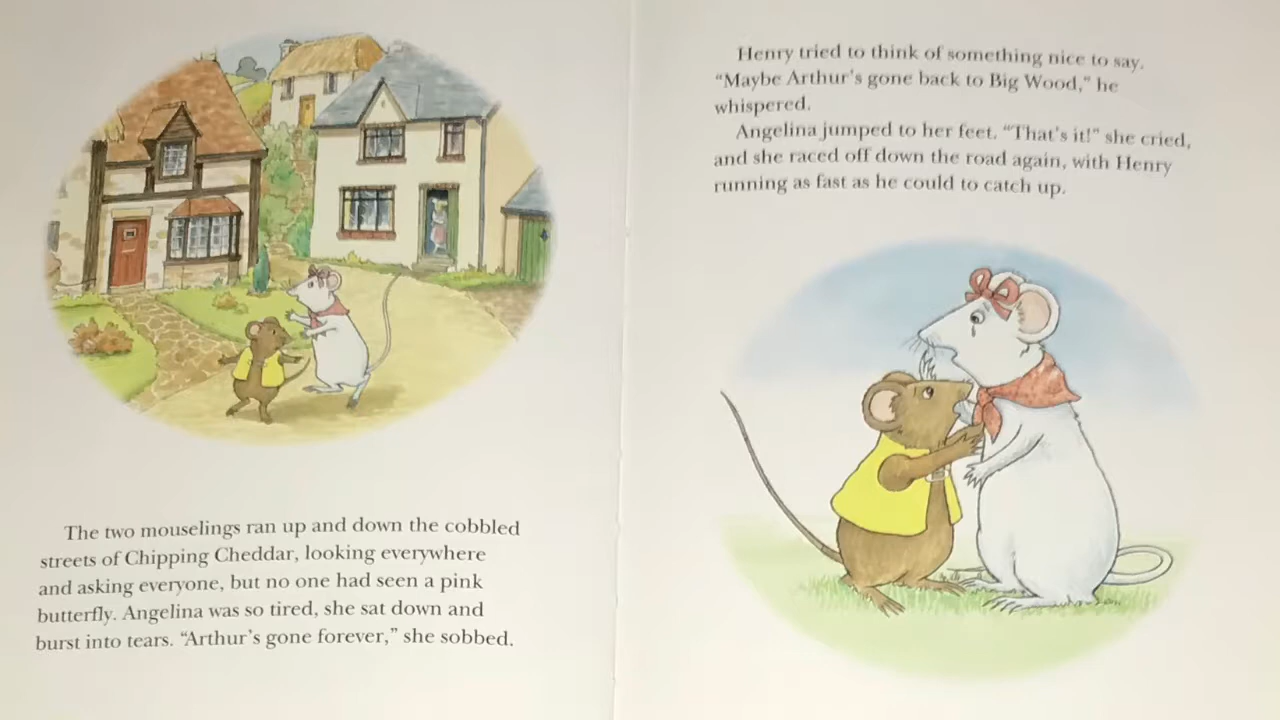 The two mouselings ran up and down the cobbled
streets of Chipping Cheddar, looking everywhere
and asking everyone, but no one had seen a pink
butterfly. Angelina was so tired, she sat down and
burst into tears. “Arthur’s gone forever,” she sobbed.
Henry tried to think of something nice to say.
“Maybe Arthur’s gone back to Big Wood,” he
whispered.
Angelina jumped to her feet. “That’s it!” she cried,
and she raced off down the road again, with Henry
running as fast as he could to catch up.